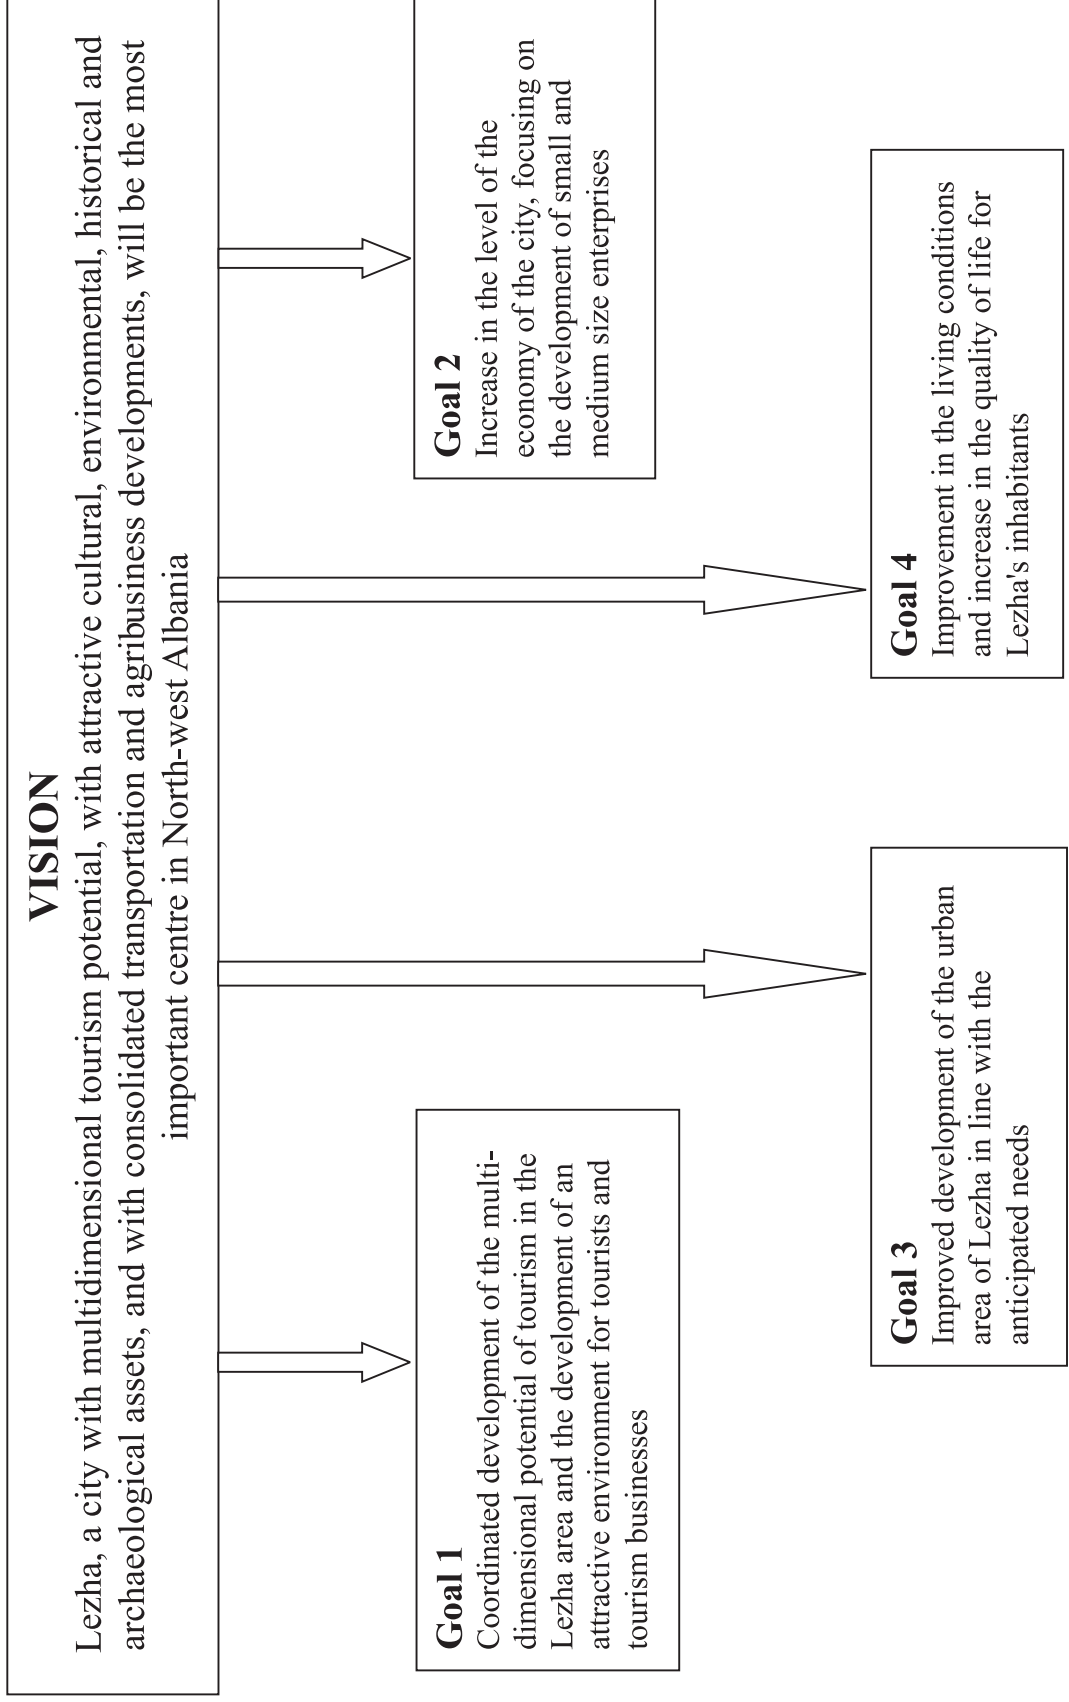 VISION
Lezha, a city with multidimensional tourism potential, with attractive cultural, environmental, historical and
archaeological assets, and with consolidated transportation and agribusiness developments, will be the most
important centre in North-west Albania
Goal 1
Coordinated development of the multi-
dimensional potential of tourism in the
Lezha area and the development of an
attractive environment for tourists and
tourism businesses
Goal 2
Increase in the level of the
economy of the city, focusing on
the development of small and
medium size enterprises
Goal 3
Improved development of the urban
area of Lezha in line with the
anticipated needs
Goal 4
Improvement in the living conditions
and increase in the quality of life for
Lezha's inhabitants